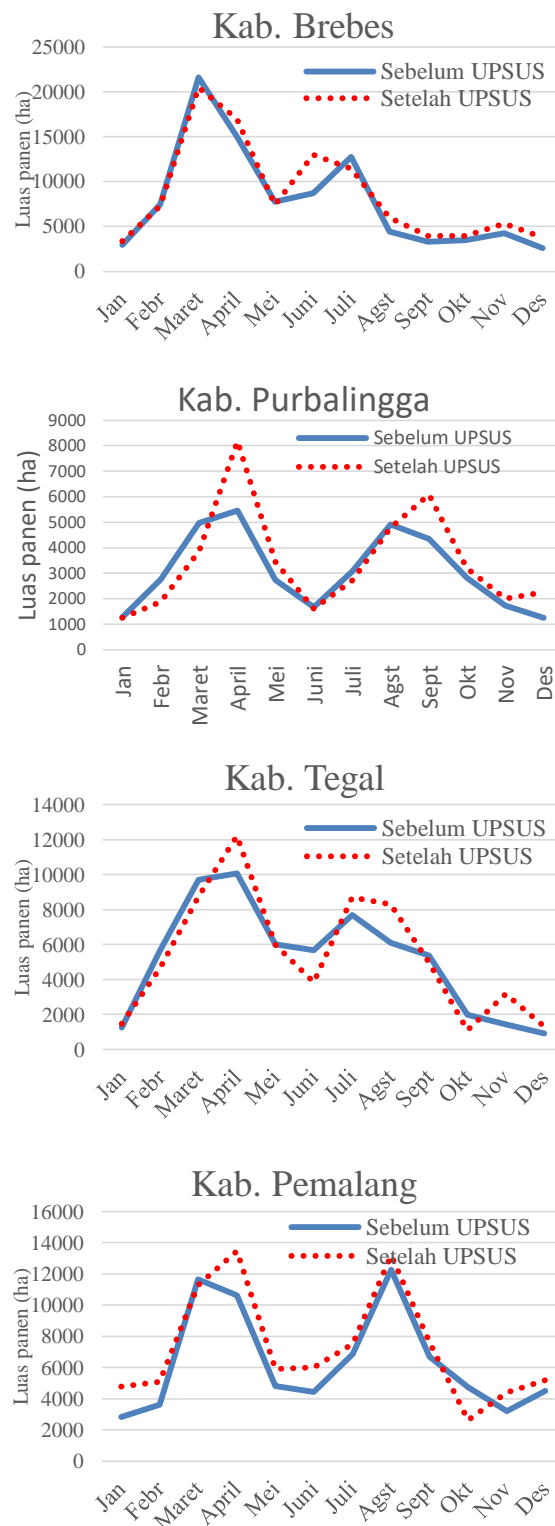 Kab. Brebes
Luas panen (ha)
25000
20000
15000
10000
5000
0
Sebelum UPSUS
Setelah UPSUS
Jan Febr Maret April Mei Juni Juli Agst Sept Okt Nov Des
Kab. Purbalingga
Luas panen (ha)
9000
8000
7000
6000
5000
4000
3000
2000
1000
0
Sebelum UPSUS
Setelah UPSUS
Jan Febr Maret April Mei Juni Juli Agst Sept Okt Nov Des
Kab. Tegal
Luas panen (ha)
14000
12000
10000
8000
6000
4000
2000
0
Sebelum UPSUS
Setelah UPSUS
Jan Febr Maret April Mei Juni Juli Agst Sept Okt Nov Des
Kab. Pemalang
Luas panen (ha)
16000
14000
12000
10000
8000
6000
4000
2000
0
Sebelum UPSUS
Setelah UPSUS
Jan Febr Maret April Mei Juni Juli Agst Sept Okt Nov Des